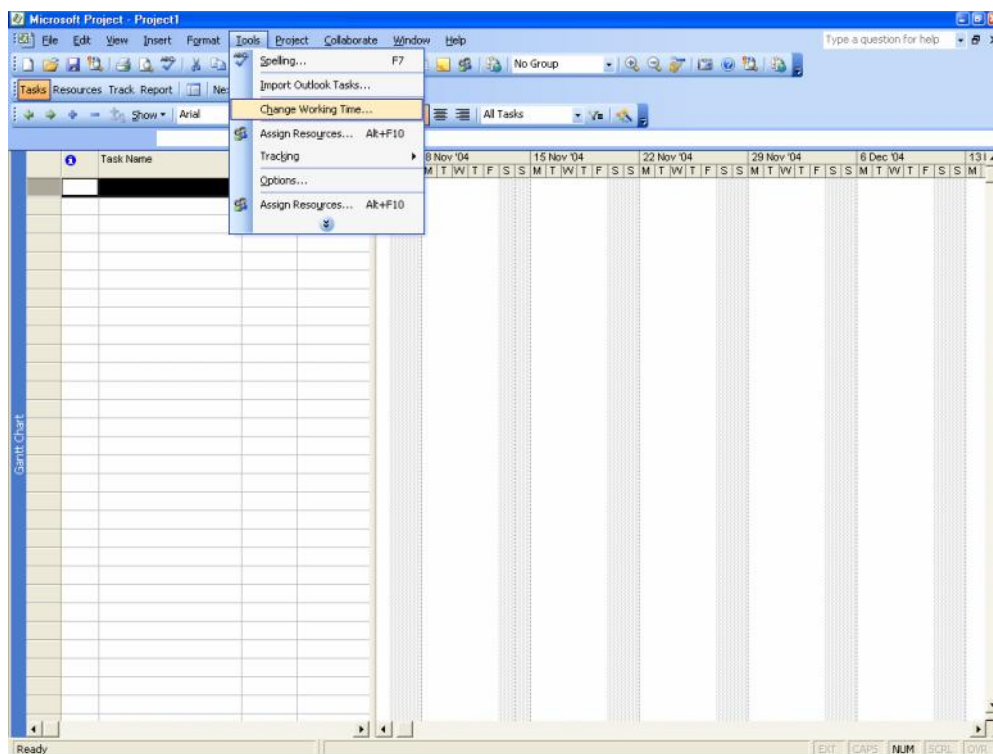 Microsoft Project - Project1
File Edit View Insert Format Tools Project Collaborate Window Help Type a question for help
No Group
Tasks Resources Track Report
Show Arial All Tasks
Spelling... F7
Import Outlook Tasks...
Change Working Time...
Assign Resources... Alt+F10
Tracking
Options...
Assign Resources... Alt+F10
Task Name 8 Nov '04 15 Nov '04 22 Nov '04 29 Nov '04 6 Dec '04
M T W T F S S M T W T F S S M T W T F S S M T W T F S S M T W T F S S M
Gantt Chart
Ready EXT CAPS NUM SCRL OVR